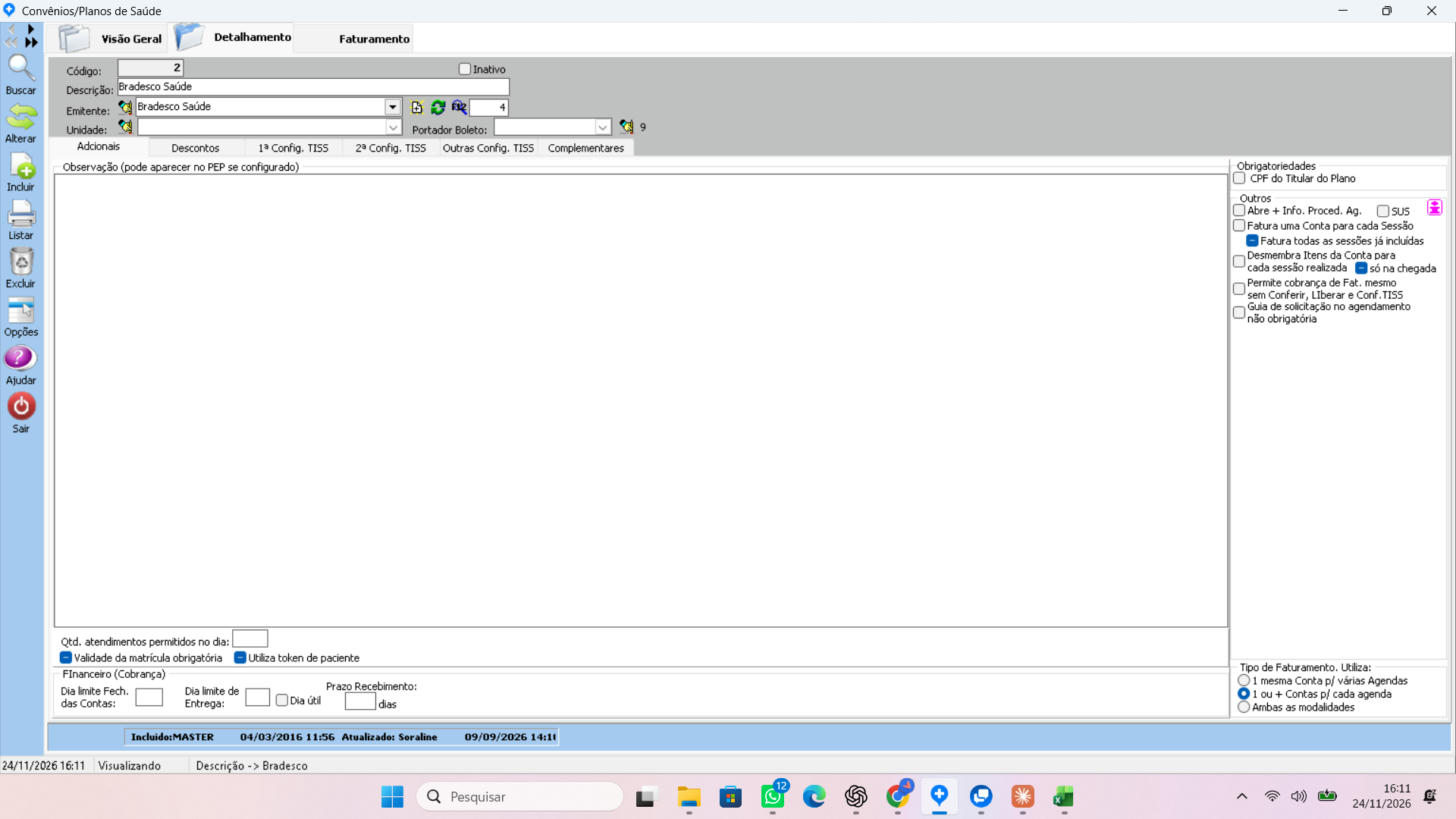 Convênios/Planos de Saúde
Visão Geral
Detalhamento
Faturamento
Buscar
Alterar
Incluir
Listar
Excluir
Opções
Ajudar
Sair
Código: 2
Inativo
Descrição: Bradesco Saúde
Emitente: Bradesco Saúde
4
Unidade:
Portador Boleto:
9
Adcionais
Descontos
1ª Config. TISS
2ª Config. TISS
Outras Config. TISS
Complementares
Observação (pode aparecer no PEP se configurado)
Obrigatoriedades
CPF do Titular do Plano
Outros
Abre + Info. Proced. Ag.
SUS
Fatura uma Conta para cada Sessão
Fatura todas as sessões já incluídas
Desmembra Itens da Conta para
cada sessão realizada
só na chegada
Permite cobrança de Fat. mesmo
sem Conferir, LIberar e Conf.TISS
Guia de solicitação no agendamento
não obrigatória
Qtd. atendimentos permitidos no dia:
Validade da matrícula obrigatória
Utiliza token de paciente
FInanceiro (Cobrança)
Dia limite Fech.
das Contas:
Dia limite de
Entrega:
Dia útil
Prazo Recebimento:
dias
Tipo de Faturamento. Utiliza:
1 mesma Conta p/ várias Agendas
1 ou + Contas p/ cada agenda
Ambas as modalidades
Incluido:MASTER 04/03/2016 11:56 Atualizado: Soraline 09/09/2026
24/11/2026 16:11
Visualizando
Descrição -> Bradesco
Pesquisar
12
16:11
24/11/2026